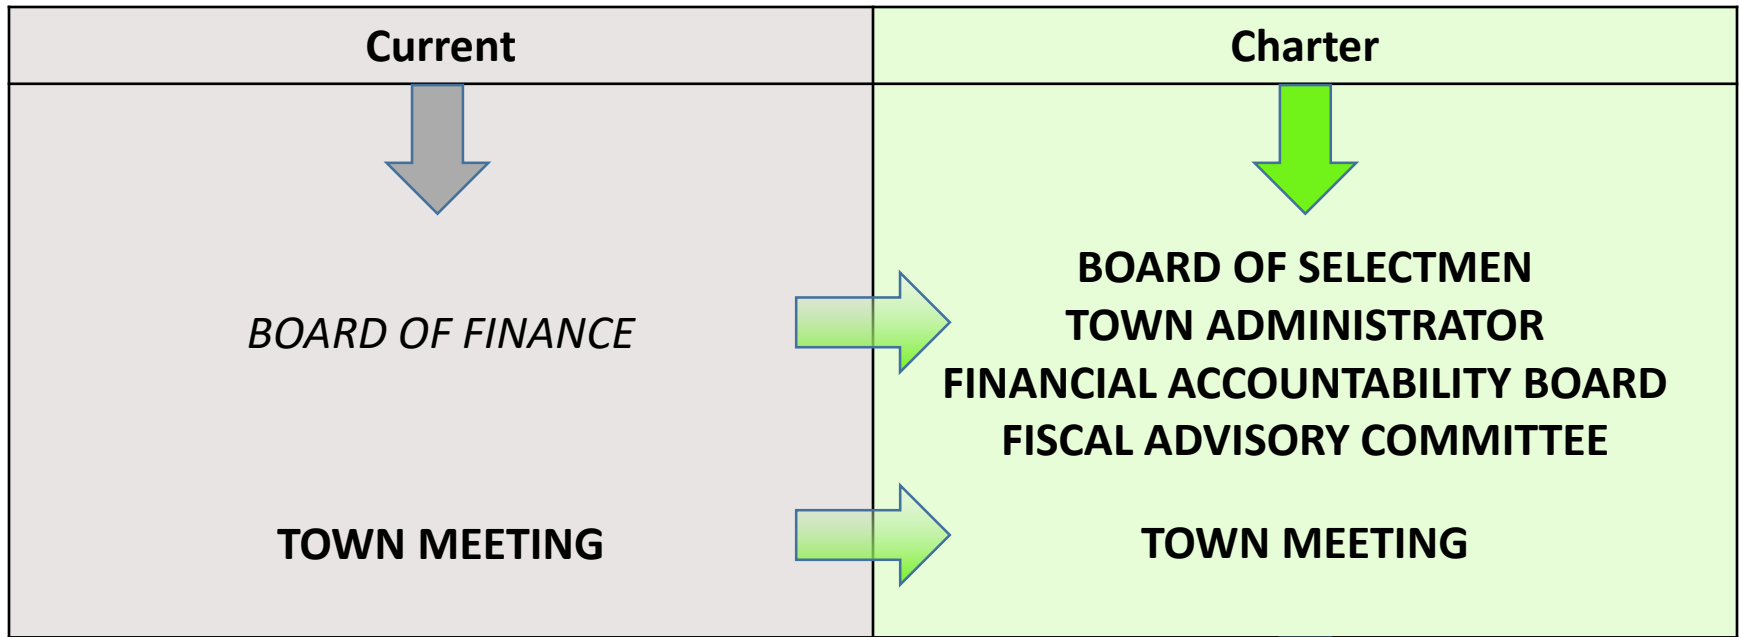 Current
Charter
BOARD OF FINANCE
BOARD OF SELECTMEN
TOWN ADMINISTRATOR
FINANCIAL ACCOUNTABILITY BOARD
FISCAL ADVISORY COMMITTEE
TOWN MEETING
TOWN MEETING